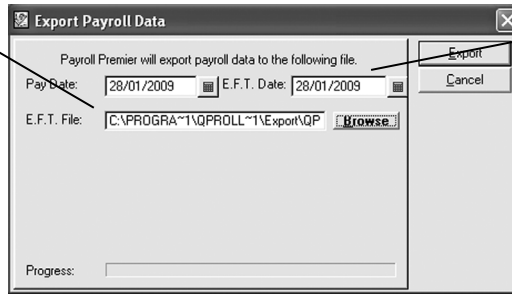 Export Payroll Data
Payroll Premier will export payroll data to the following file.
Pay Date: 28/01/2009 E.F.T. Date: 28/01/2009
E.F.T. File: C:\PROGRA~1\QPROLL~1\Export\QP Browse
Progress:
Export
Cancel